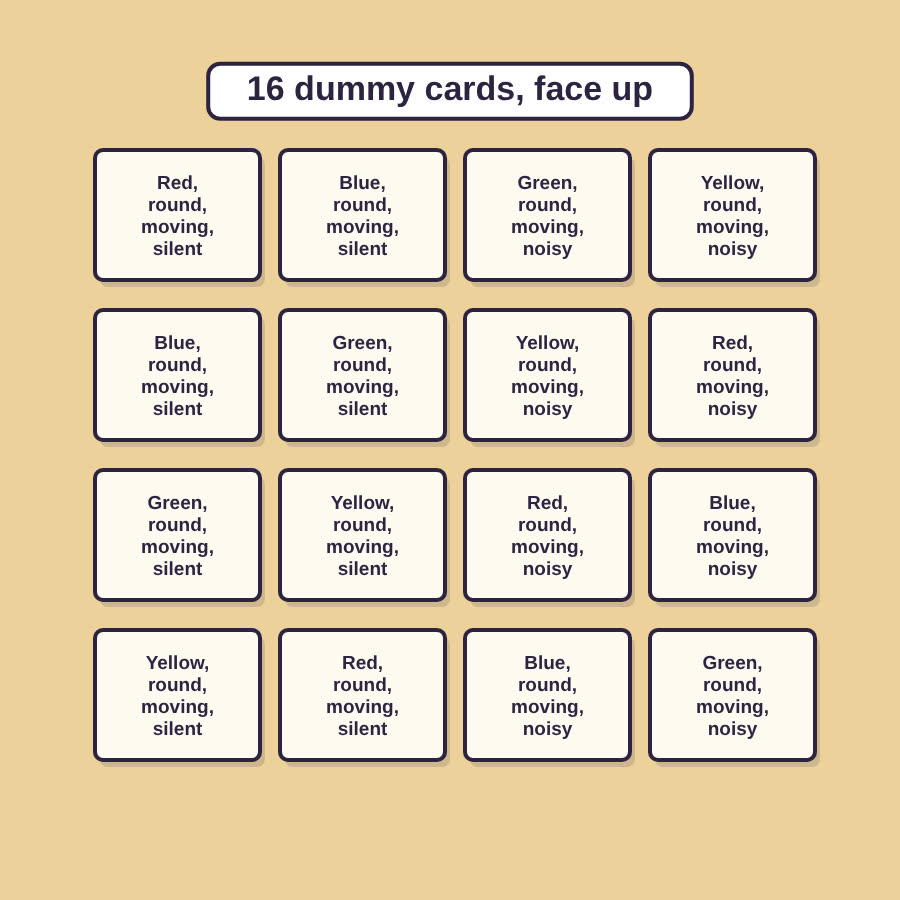 16 dummy cards, face up
Red,
round,
moving,
silent
Blue,
round,
moving,
silent
Green,
round,
moving,
noisy
Yellow,
round,
moving,
noisy
Blue,
round,
moving,
silent
Green,
round,
moving,
silent
Yellow,
round,
moving,
noisy
Red,
round,
moving,
noisy
Green,
round,
moving,
silent
Yellow,
round,
moving,
silent
Red,
round,
moving,
noisy
Blue,
round,
moving,
noisy
Yellow,
round,
moving,
silent
Red,
round,
moving,
silent
Blue,
round,
moving,
noisy
Green,
round,
moving,
noisy